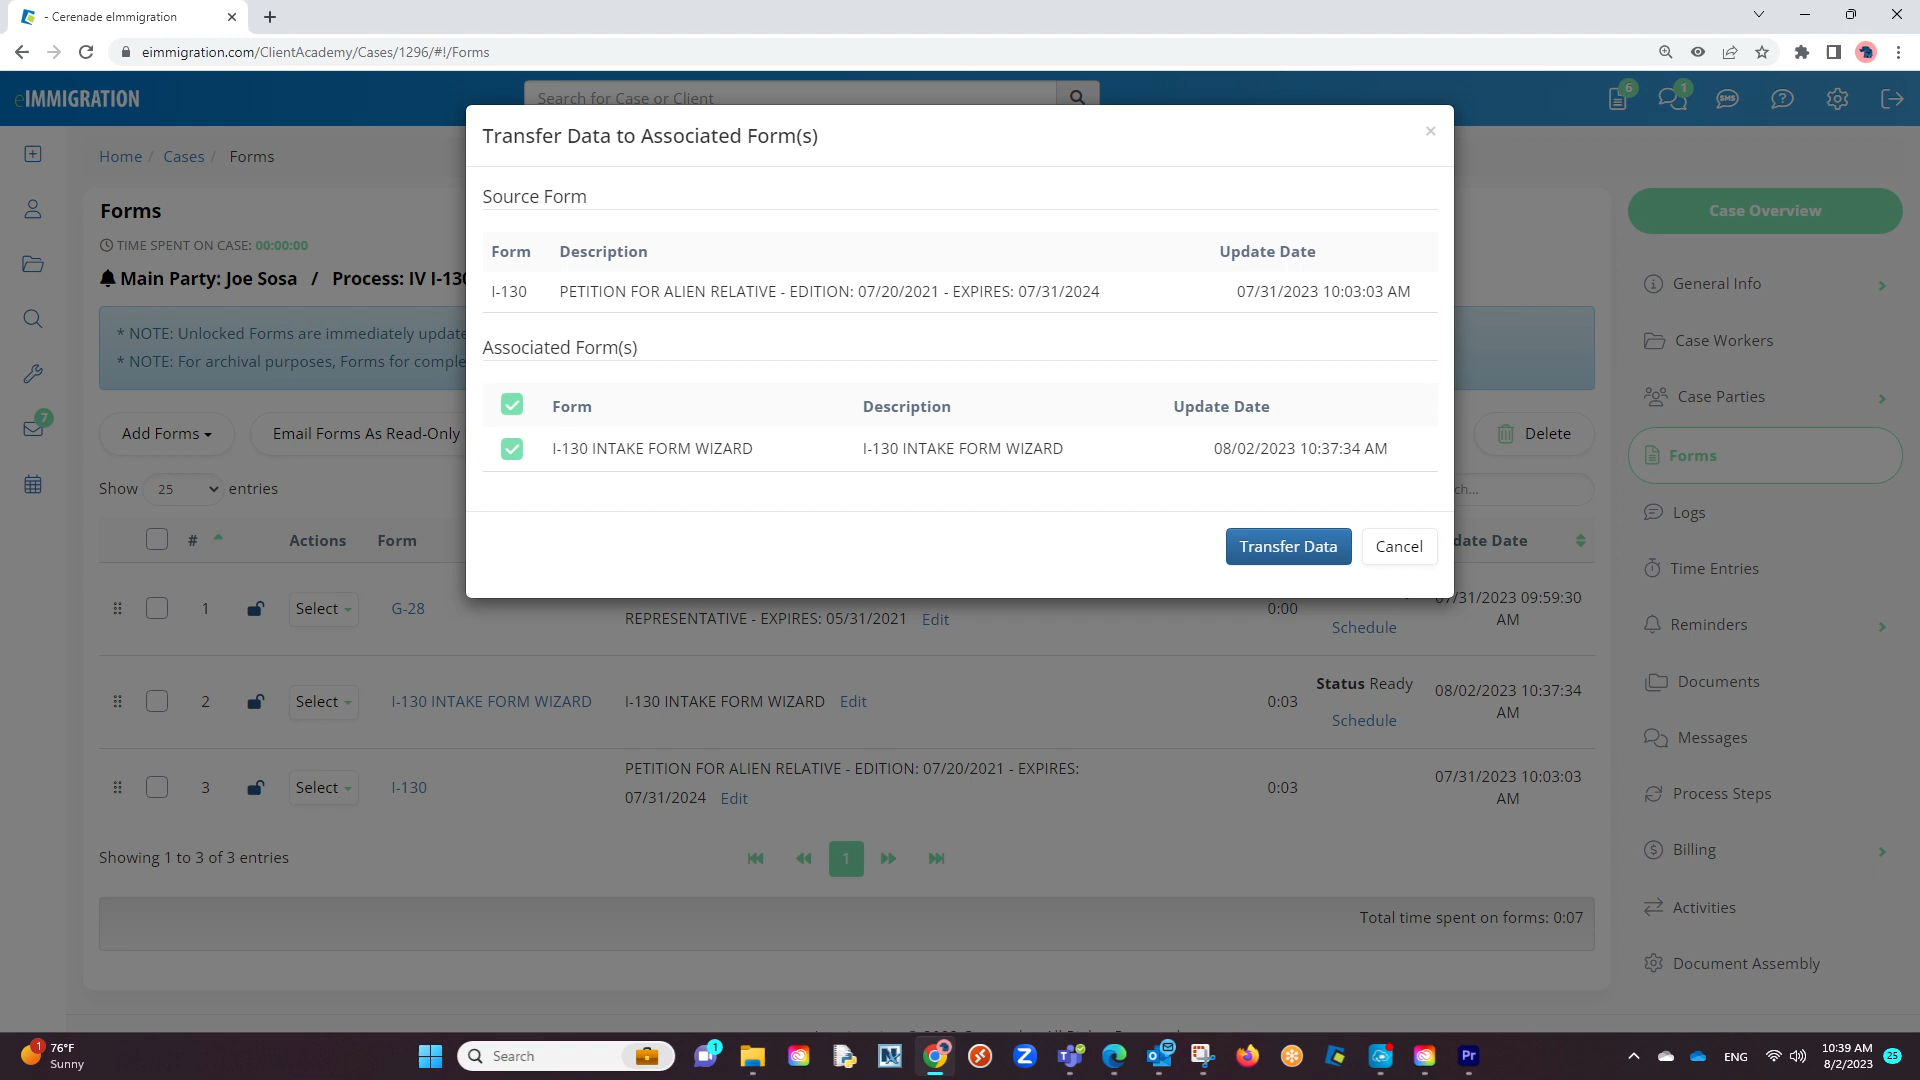 - Cerenade eImmigration
eimmigration.com/ClientAcademy/Cases/1296/#!/Forms
eIMMIGRATION
Search for Case or Client
6
1
SMS
Home / Cases / Forms
Transfer Data to Associated Form(s)
×
Source Form
Form Description Update Date
I-130 PETITION FOR ALIEN RELATIVE - EDITION: 07/20/2021 - EXPIRES: 07/31/2024 07/31/2023 10:03:03 AM
Associated Form(s)
Form Description Update Date
I-130 INTAKE FORM WIZARD I-130 INTAKE FORM WIZARD 08/02/2023 10:37:34 AM
Transfer Data Cancel
Forms
TIME SPENT ON CASE: 00:00:00
Main Party: Joe Sosa / Process: IV I-130
* NOTE: Unlocked Forms are immediately update
* NOTE: For archival purposes, Forms for comple
7
Add Forms Email Forms As Read-Only Delete
Show 25 entries ch...
# Actions Form date Date
1 Select G-28 REPRESENTATIVE - EXPIRES: 05/31/2021 Edit 0:00 Schedule 07/31/2023 09:59:30
AM
2 Select I-130 INTAKE FORM WIZARD I-130 INTAKE FORM WIZARD Edit 0:03 Status Ready 08/02/2023 10:37:34
Schedule AM
PETITION FOR ALIEN RELATIVE - EDITION: 07/20/2021 - EXPIRES:
3 Select I-130 07/31/2024 Edit 0:03 07/31/2023 10:03:03
AM
Showing 1 to 3 of 3 entries 1
Total time spent on forms: 0:07
Case Overview
General Info
Case Workers
Case Parties
Forms
Logs
Time Entries
Reminders
Documents
Messages
Process Steps
Billing
Activities
Document Assembly
1
76°F
Sunny
Search
1
Pr
ENG
10:39 AM
8/2/2023
25